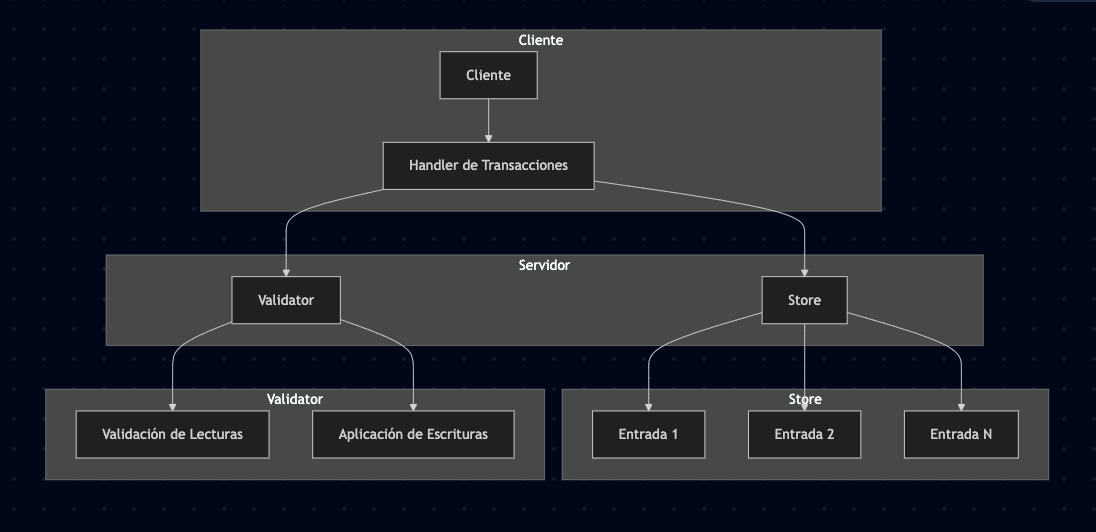 Cliente
Cliente
Handler de Transacciones
Servidor
Validator
Store
Validator
Validación de Lecturas
Aplicación de Escrituras
Store
Entrada 1
Entrada 2
Entrada N